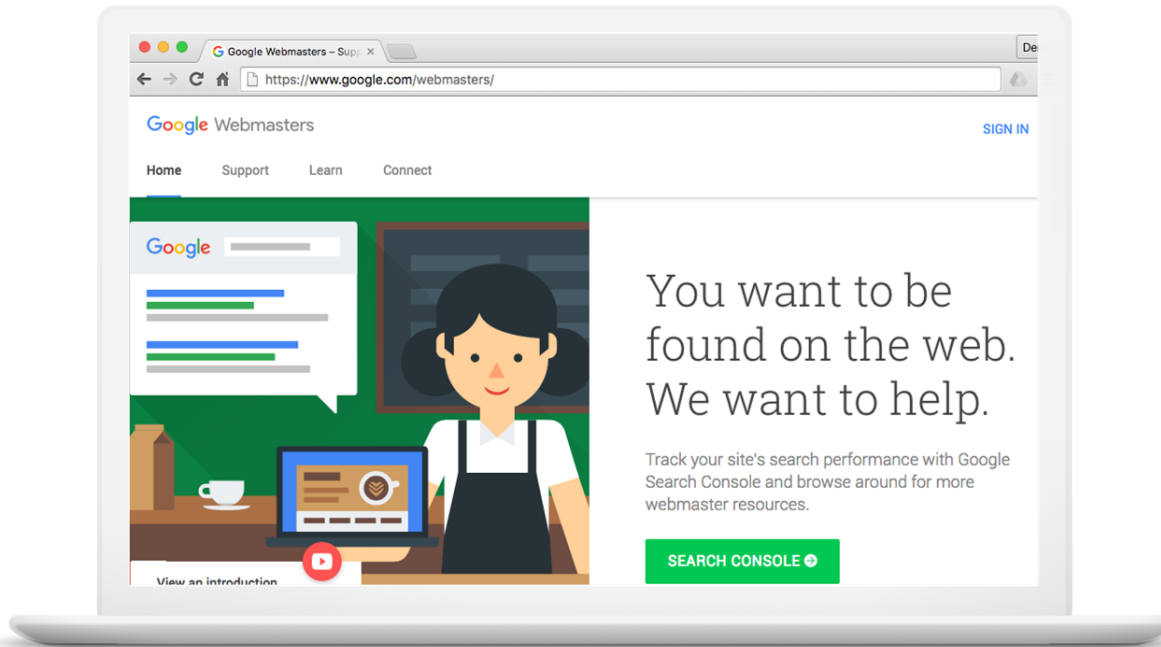 Google Webmasters – Sup
De
https://www.google.com/webmasters/
Google Webmasters
SIGN IN
Home Support Learn Connect
Google
You want to be
found on the web.
We want to help.
Track your site's search performance with Google
Search Console and browse around for more
webmaster resources.
SEARCH CONSOLE
View an introduction